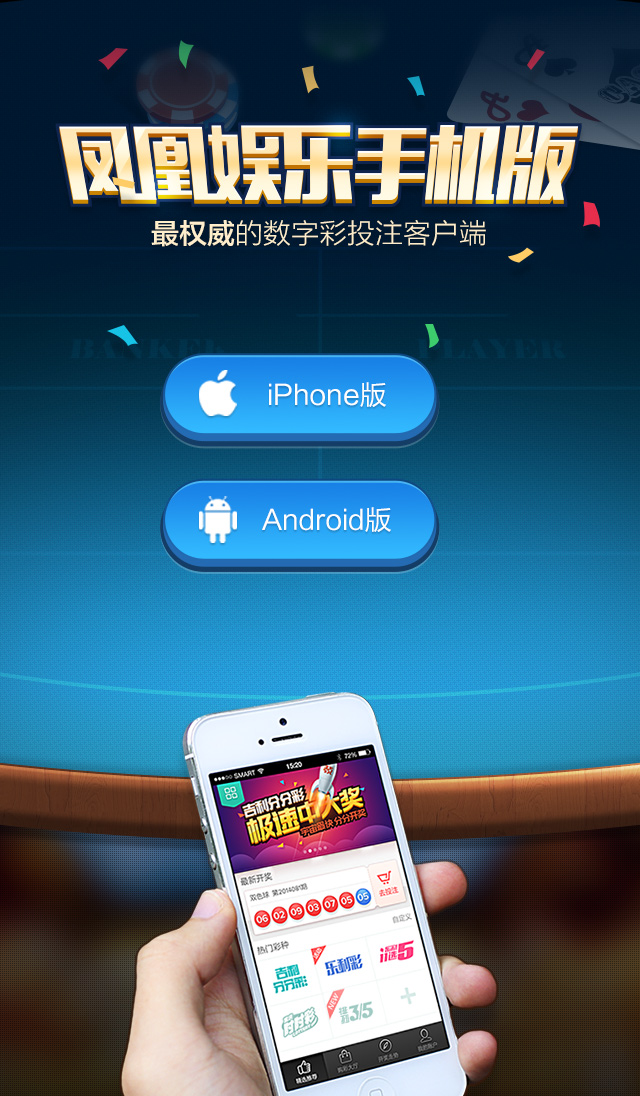 凤凰娱乐手机版
最权威的数字彩投注客户端
BANKER
PLAYER
iPhone版
Android版
SMART
15:20
72%
吉利分分彩
极速中大奖
宇宙最快 分分开奖
最新开奖
双色球 第2014081期
06 02 09 03 07 05 05
去投注
自定义
热门彩种
吉利
分分彩
乐利彩
5
NEW
3/5
精选推荐
购彩大厅
开奖走势
我的账户